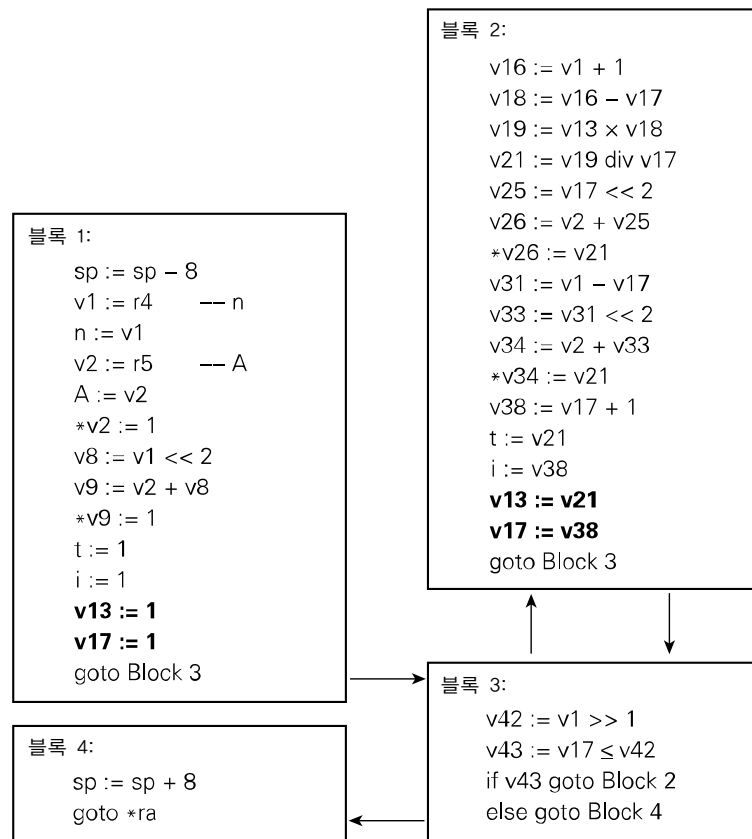 블록 1:
sp := sp – 8
v1 := r4 –– n
n := v1
v2 := r5 –– A
A := v2
*v2 := 1
v8 := v1 << 2
v9 := v2 + v8
*v9 := 1
t := 1
i := 1
v13 := 1
v17 := 1
goto Block 3
블록 2:
v16 := v1 + 1
v18 := v16 – v17
v19 := v13 × v18
v21 := v19 div v17
v25 := v17 << 2
v26 := v2 + v25
*v26 := v21
v31 := v1 – v17
v33 := v31 << 2
v34 := v2 + v33
*v34 := v21
v38 := v17 + 1
t := v21
i := v38
v13 := v21
v17 := v38
goto Block 3
블록 3:
v42 := v1 >> 1
v43 := v17 ≤ v42
if v43 goto Block 2
else goto Block 4
블록 4:
sp := sp + 8
goto *ra